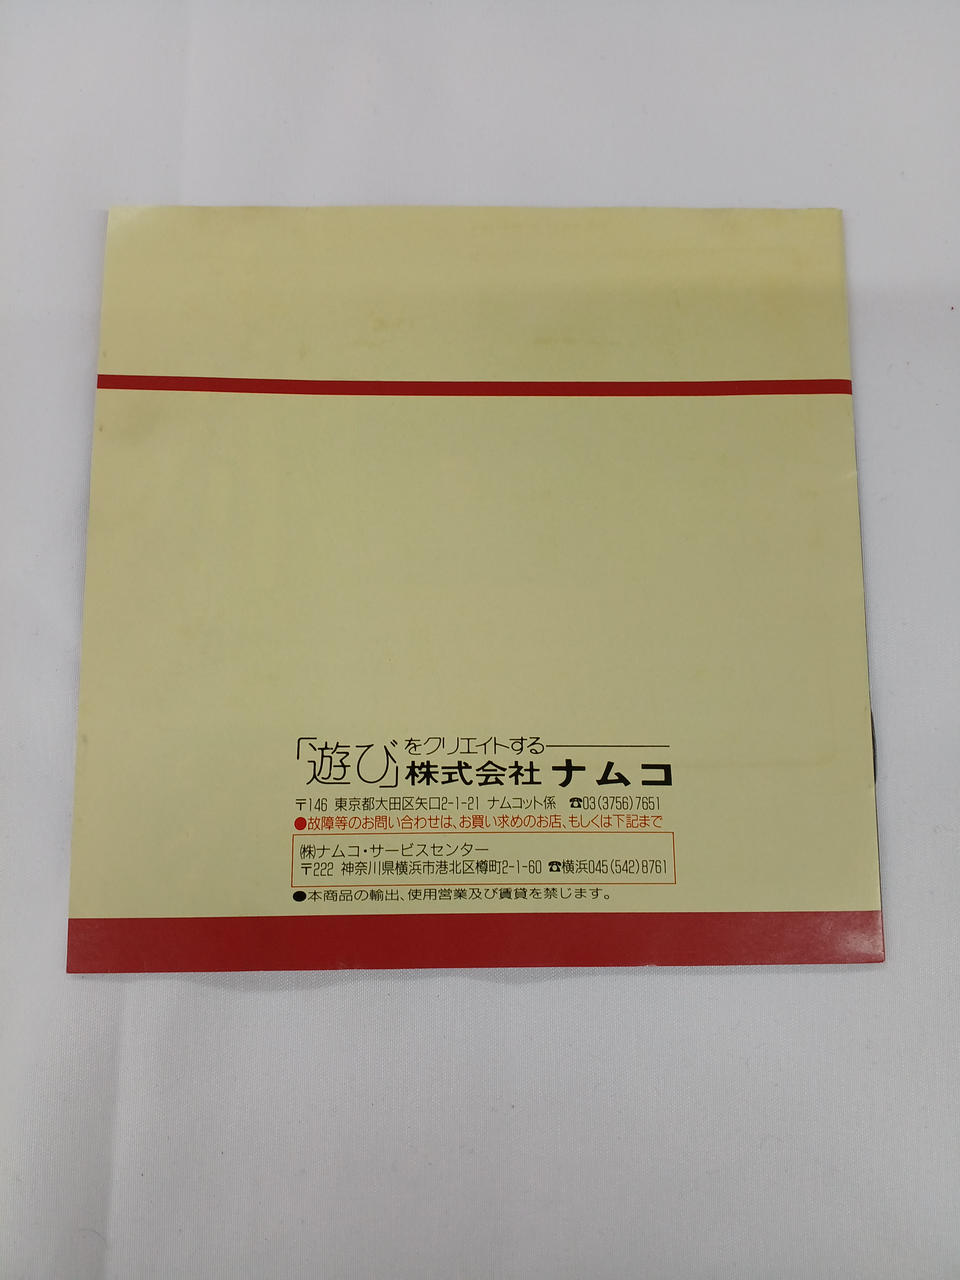 「遊び」をクリエイトする
株式会社ナムコ
〒146 東京都大田区矢口2-1-21 ナムコット係 ☎03(3756)7651
●故障等のお問い合わせは、お買い求めのお店、もしくは下記まで
㈱ナムコ・サービスセンター
〒222 神奈川県横浜市港北区樽町2-1-60 ☎横浜045(542)8761
●本商品の輸出、使用営業及び賃貸を禁じます。